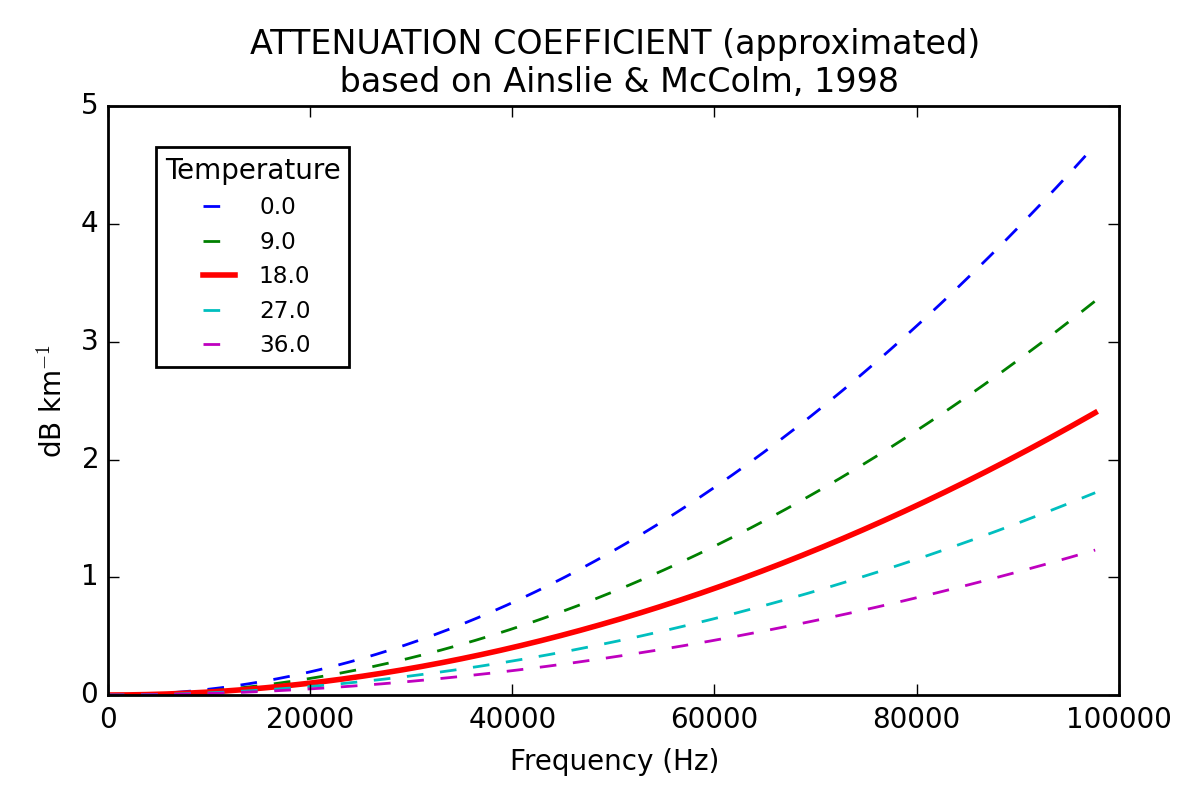 ATTENUATION COEFFICIENT (approximated)
based on Ainslie & McColm, 1998
5
4
3
2
1
0
dB km⁻¹
Temperature
0.0
9.0
18.0
27.0
36.0
0 20000 40000 60000 80000 100000
Frequency (Hz)